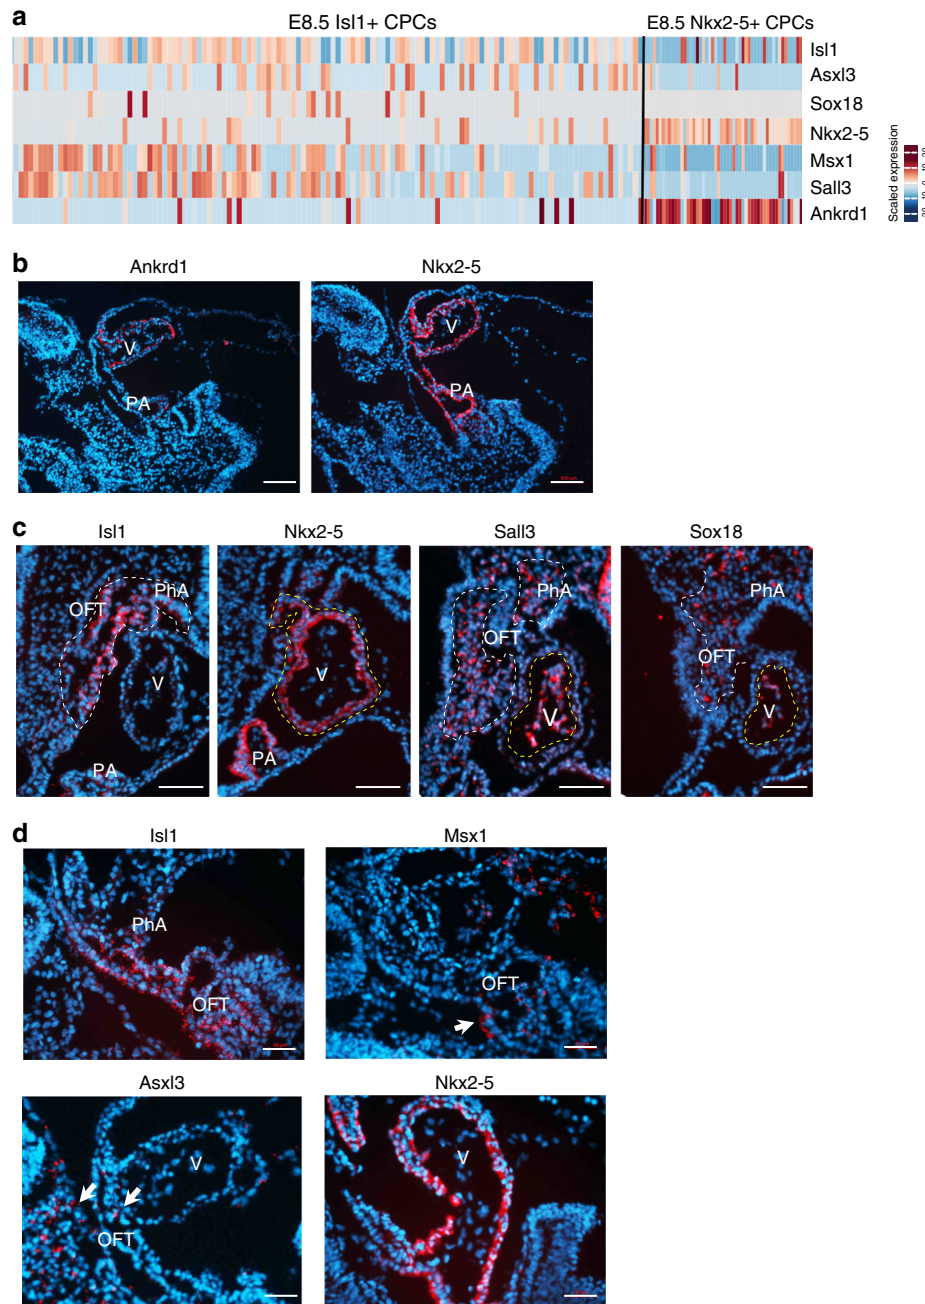 a
E8.5 Isl1+ CPCs
E8.5 Nkx2-5+ CPCs
Isl1
Asxl3
Sox18
Nkx2-5
Msx1
Sall3
Ankrd1
Scaled expression
b
Ankrd1
Nkx2-5
V
PA
V
PA
c
Isl1
Nkx2-5
Sall3
Sox18
OFT
PhA
V
PA
V
PA
PhA
OFT
V
PhA
OFT
V
d
Isl1
Msx1
PhA
OFT
OFT
Asxl3
Nkx2-5
V
OFT
V